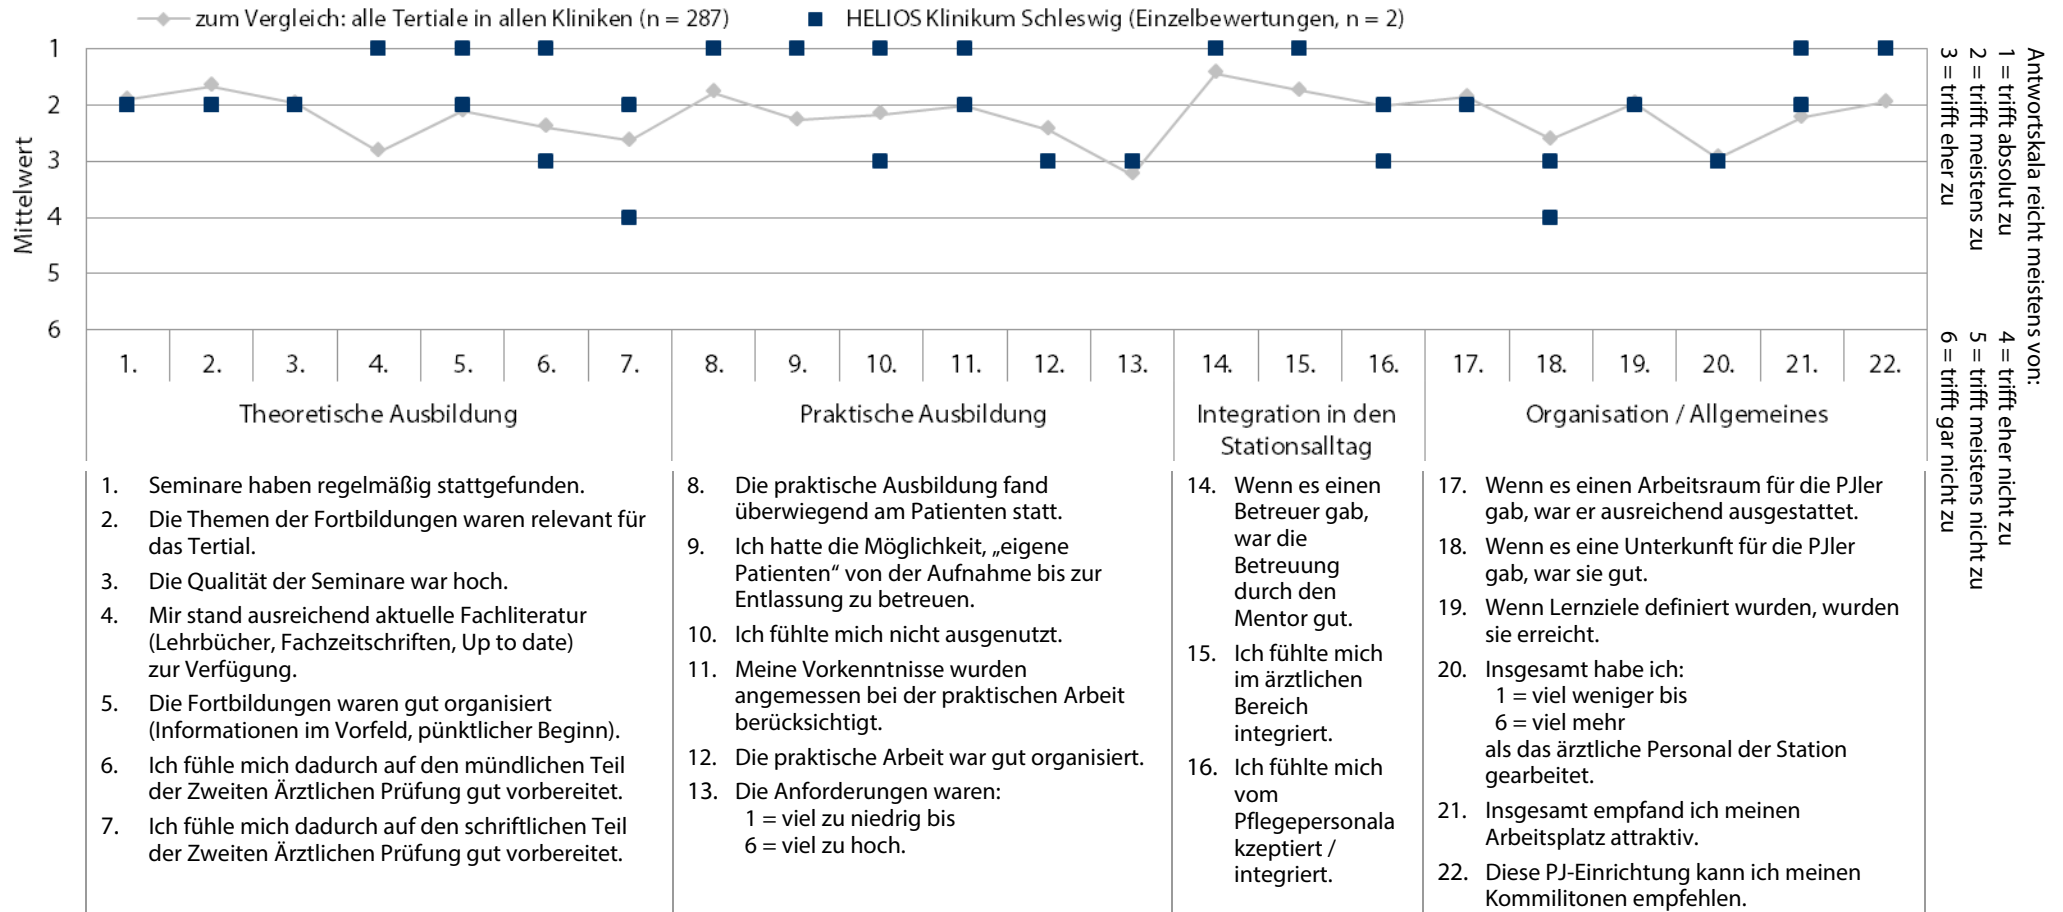 zum Vergleich: alle Tertiale in allen Kliniken (n = 287)
HELIOS Klinikum Schleswig (Einzelbewertungen, n = 2)
Mittelwert
1
2
3
4
5
6
1. 2. 3. 4. 5. 6. 7. 8. 9. 10. 11. 12. 13. 14. 15. 16. 17. 18. 19. 20. 21. 22.
Theoretische Ausbildung
Praktische Ausbildung
Integration in den
Stationsalltag
Organisation / Allgemeines
Antwortskala reicht meistens von:
1 = trifft absolut zu
2 = trifft meistens zu
3 = trifft eher zu
4 = trifft eher nicht zu
5 = trifft meistens nicht zu
6 = trifft gar nicht zu
1. Seminare haben regelmäßig stattgefunden.
2. Die Themen der Fortbildungen waren relevant für
das Tertial.
3. Die Qualität der Seminare war hoch.
4. Mir stand ausreichend aktuelle Fachliteratur
(Lehrbücher, Fachzeitschriften, Up to date)
zur Verfügung.
5. Die Fortbildungen waren gut organisiert
(Informationen im Vorfeld, pünktlicher Beginn).
6. Ich fühle mich dadurch auf den mündlichen Teil
der Zweiten Ärztlichen Prüfung gut vorbereitet.
7. Ich fühle mich dadurch auf den schriftlichen Teil
der Zweiten Ärztlichen Prüfung gut vorbereitet.
8. Die praktische Ausbildung fand
überwiegend am Patienten statt.
9. Ich hatte die Möglichkeit, „eigene
Patienten“ von der Aufnahme bis zur
Entlassung zu betreuen.
10. Ich fühlte mich nicht ausgenutzt.
11. Meine Vorkenntnisse wurden
angemessen bei der praktischen Arbeit
berücksichtigt.
12. Die praktische Arbeit war gut organisiert.
13. Die Anforderungen waren:
1 = viel zu niedrig bis
6 = viel zu hoch.
14. Wenn es einen
Betreuer gab,
war die
Betreuung
durch den
Mentor gut.
15. Ich fühlte mich
im ärztlichen
Bereich
integriert.
16. Ich fühlte mich
vom
Pflegepersonala
kzeptiert /
integriert.
17. Wenn es einen Arbeitsraum für die PJler
gab, war er ausreichend ausgestattet.
18. Wenn es eine Unterkunft für die PJler
gab, war sie gut.
19. Wenn Lernziele definiert wurden, wurden
sie erreicht.
20. Insgesamt habe ich:
1 = viel weniger bis
6 = viel mehr
als das ärztliche Personal der Station
gearbeitet.
21. Insgesamt empfand ich meinen
Arbeitsplatz attraktiv.
22. Diese PJ-Einrichtung kann ich meinen
Kommilitonen empfehlen.